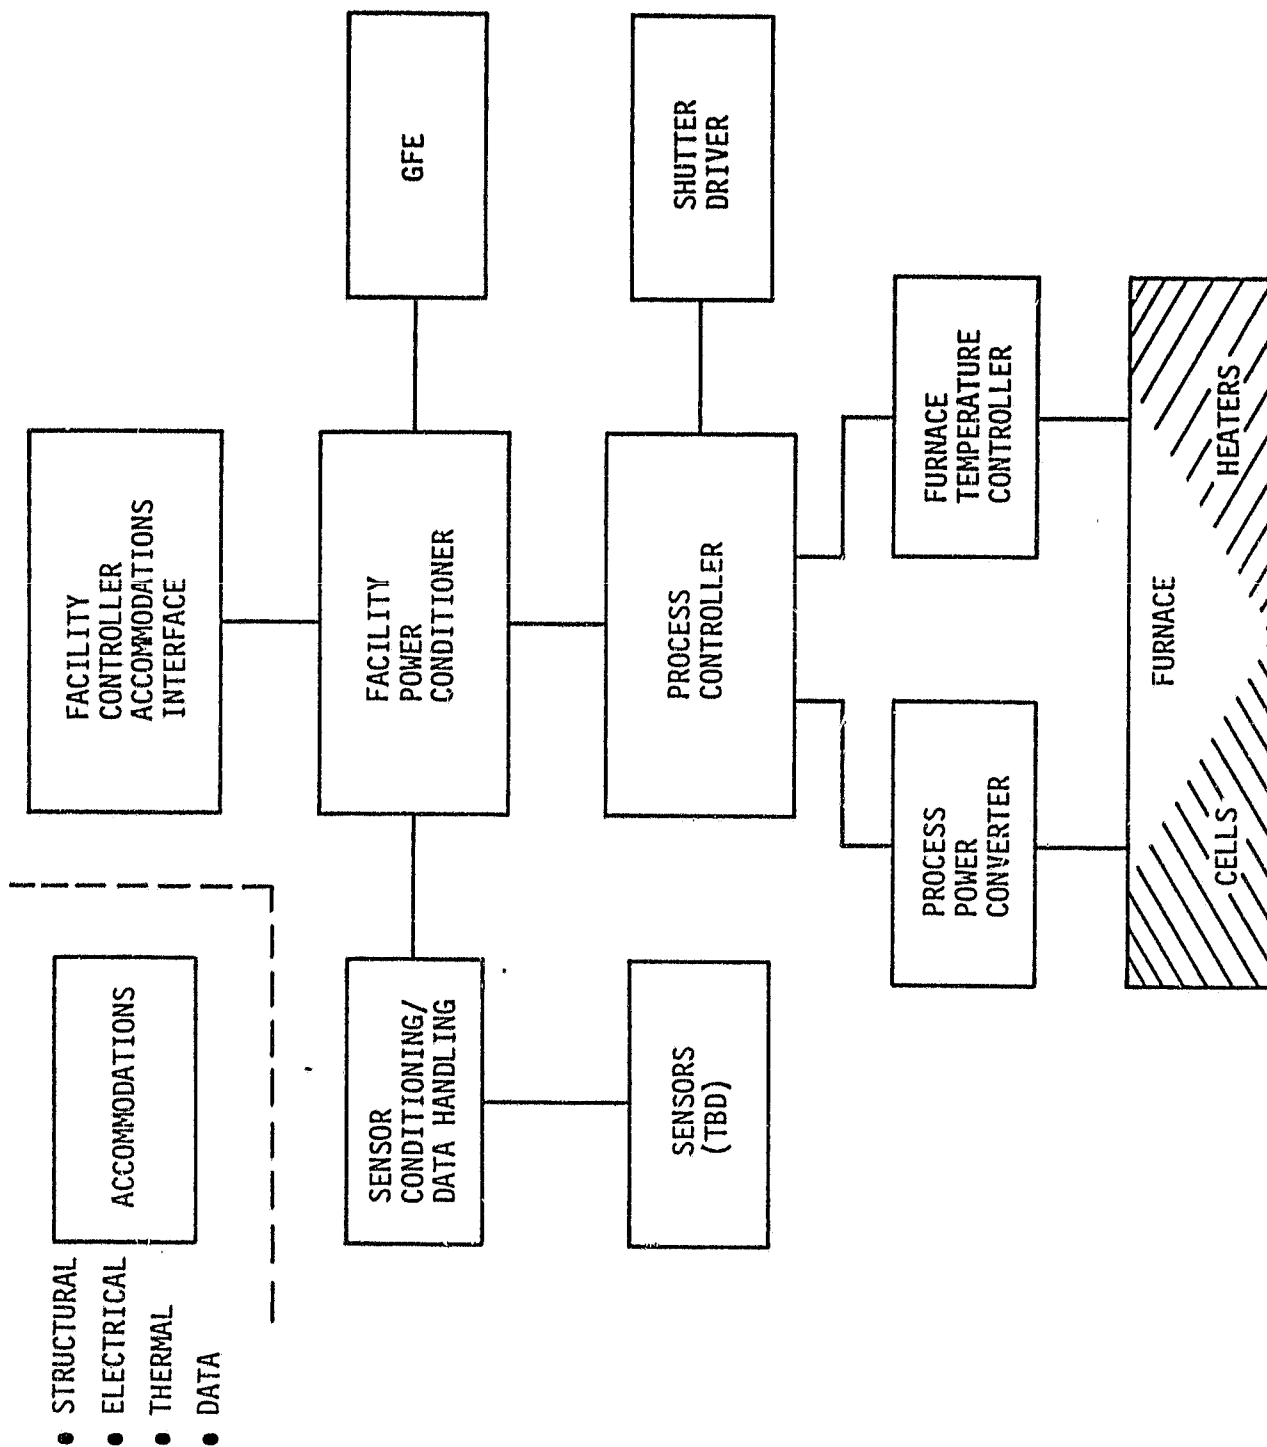 • STRUCTURAL
• ELECTRICAL
• THERMAL
• DATA
ACCOMMODATIONS
FACILITY
CONTROLLER
ACCOMMODATIONS
INTERFACE
SENSOR
CONDITIONING/
DATA HANDLING
FACILITY
POWER
CONDITIONER
GFE
SENSORS
(TBD)
PROCESS
CONTROLLER
SHUTTER
DRIVER
PROCESS
POWER
CONVERTER
FURNACE
TEMPERATURE
CONTROLLER
FURNACE
CELLS
HEATERS